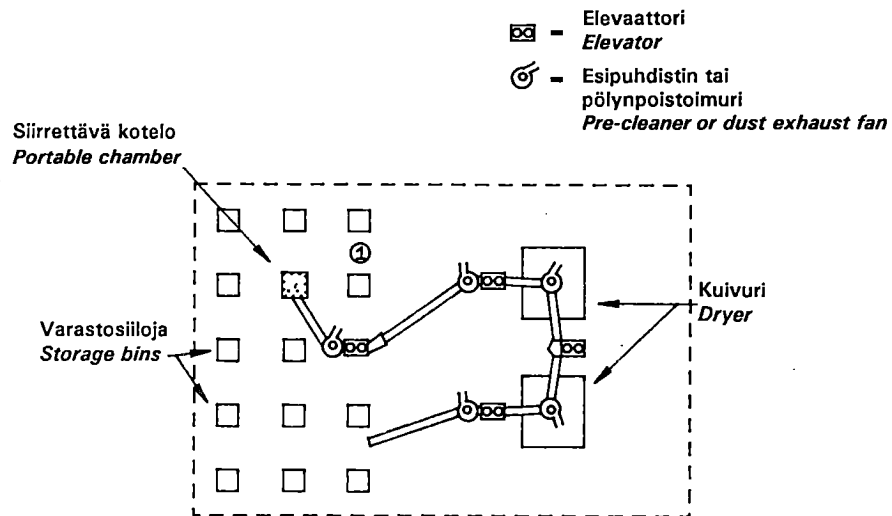 Elevaattori
Elevator
Esipuhdistin tai
pölynpoistoimuri
Pre-cleaner or dust exhaust fan
Siirrettävä kotelo
Portable chamber
①
Varastosiiloja
Storage bins
Kuivuri
Dryer